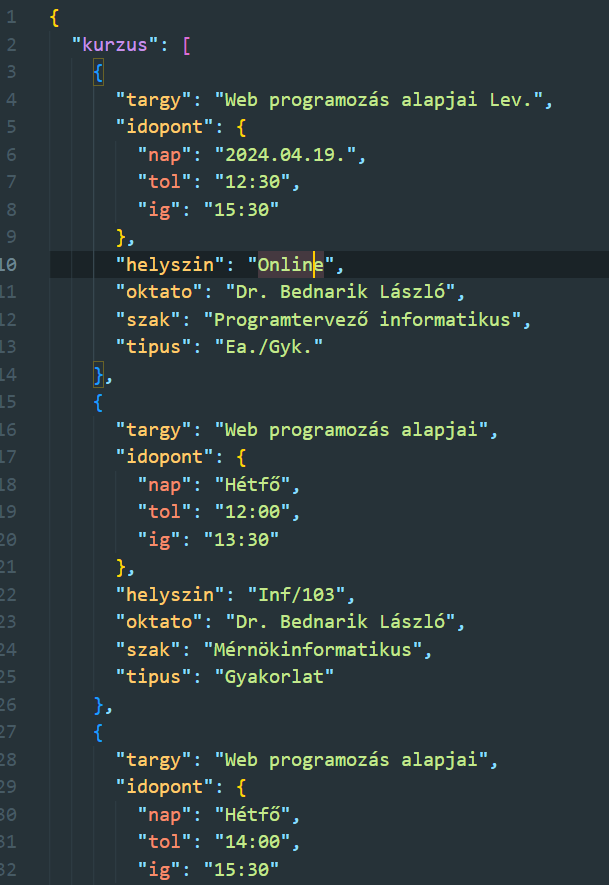 1 {
2 "kurzus": [
3 {
4 "targy": "Web programozás alapjai Lev.",
5 "idopont": {
6 "nap": "2024.04.19.",
7 "tol": "12:30",
8 "ig": "15:30"
9 },
10 "helyszin": "Online",
11 "oktato": "Dr. Bednarik László",
12 "szak": "Programtervező informatikus",
13 "tipus": "Ea./Gyk."
14 },
15 {
16 "targy": "Web programozás alapjai",
17 "idopont": {
18 "nap": "Hétfő",
19 "tol": "12:00",
20 "ig": "13:30"
21 },
22 "helyszin": "Inf/103",
23 "oktato": "Dr. Bednarik László",
24 "szak": "Mérnökinformatikus",
25 "tipus": "Gyakorlat"
26 },
27 {
28 "targy": "Web programozás alapjai",
29 "idopont": {
30 "nap": "Hétfő",
31 "tol": "14:00",
32 "ig": "15:30"